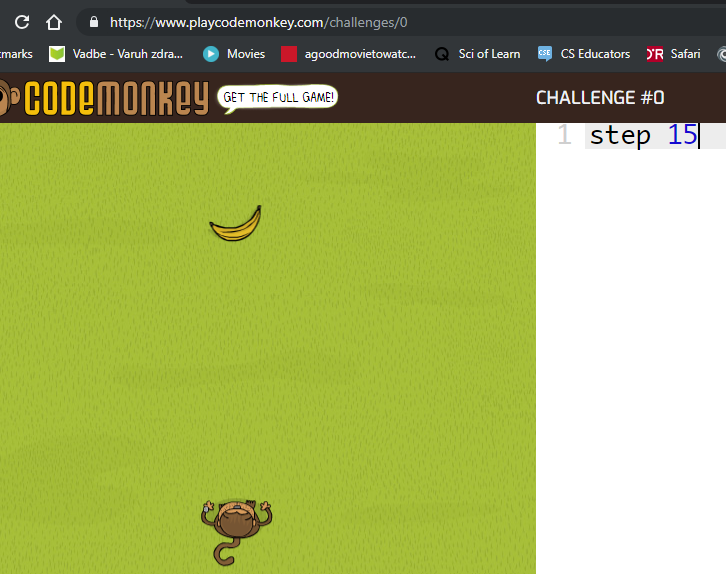 https://www.playcodemonkey.com/challenges/0
kmarks Vadbe - Varuh zdra... Movies agoodmovietowatc... Sci of Learn CS Educators Safari
CODEMONKEY GET THE FULL GAME! CHALLENGE #0
1 step 15